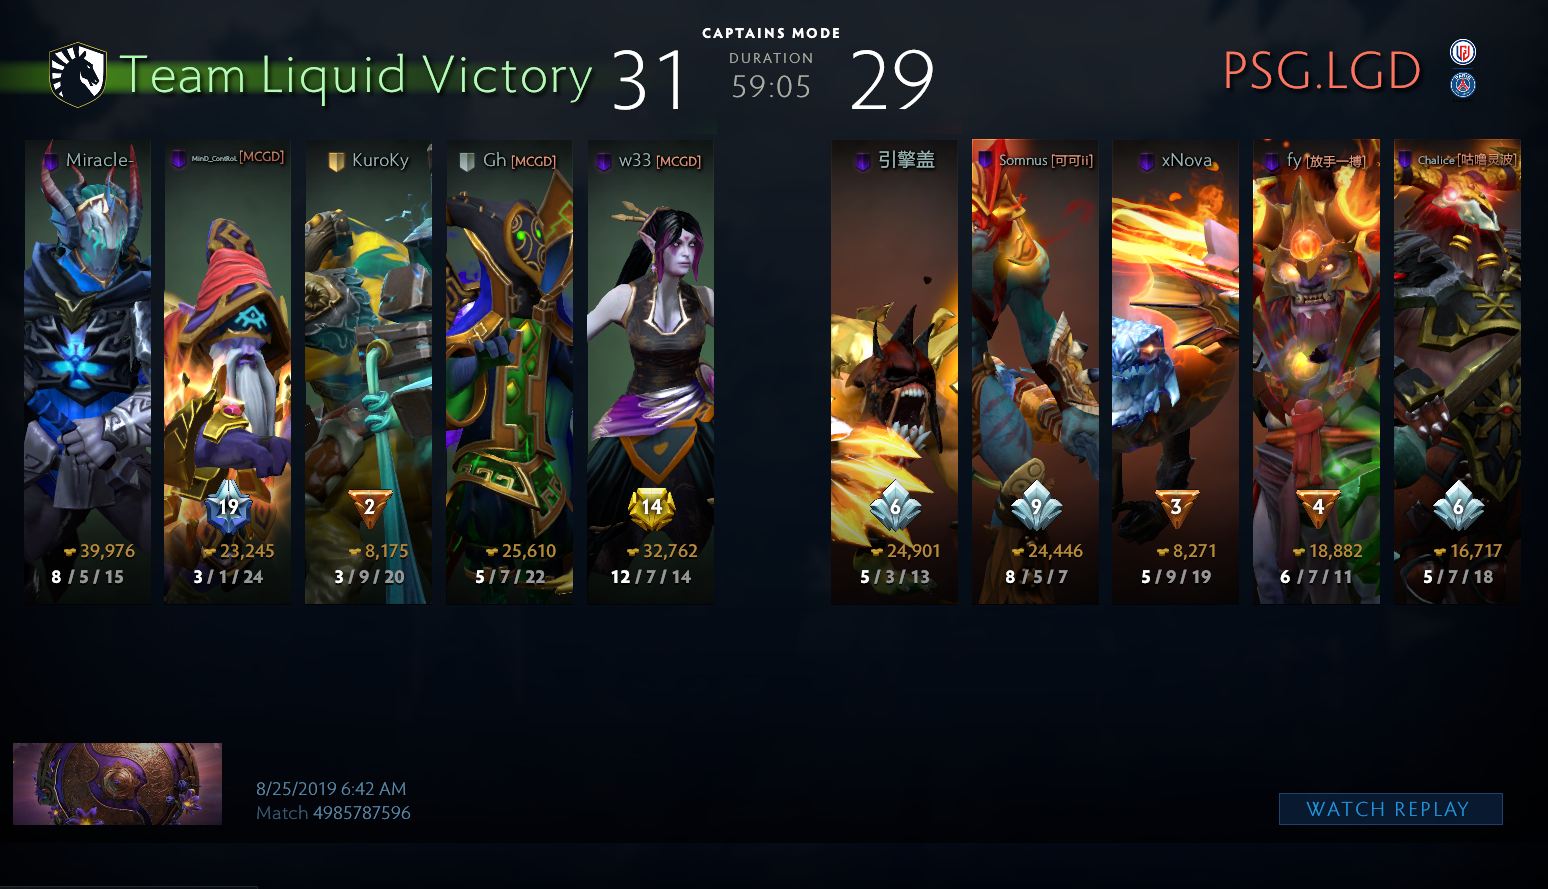 CAPTAINS MODE
Team Liquid Victory 31 DURATION 59:05 29 PSG.LGD
Miracle-
MinD_ContRoL [MCGD]
KuroKy
Gh [MCGD]
w33 [MCGD]
引擎盖
Somnus [可可ii]
xNova
fy [放手一搏]
Chalice [咕噜灵波]
19 2 14 6 9 3 4 6
39,976 23,245 8,175 25,610 32,762 24,901 24,446 8,271 18,882 16,717
8 / 5 / 15 3 / 1 / 24 3 / 9 / 20 5 / 7 / 22 12 / 7 / 14 5 / 3 / 13 8 / 5 / 7 5 / 9 / 19 6 / 7 / 11 5 / 7 / 18
8/25/2019 6:42 AM
Match 4985787596
WATCH REPLAY